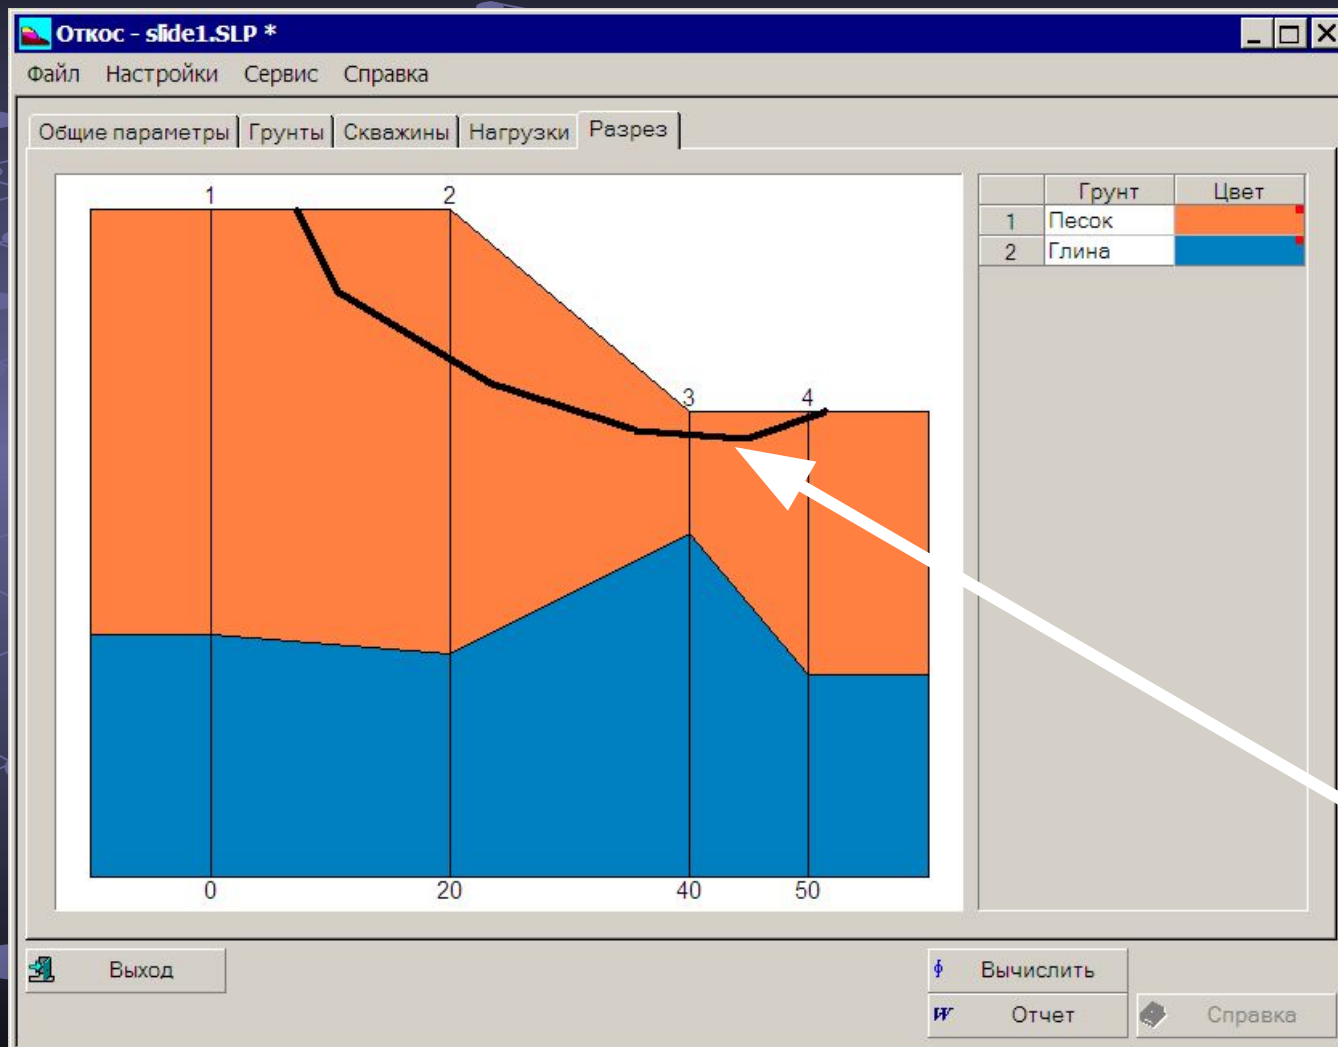 Откос - slide1.SLP *
Файл Настройки Сервис Справка
Общие параметры Грунты Скважины Нагрузки Разрез
1 2
3 4
0 20 40 50
Грунт Цвет
1 Песок
2 Глина
Выход
Вычислить
Отчет
Справка